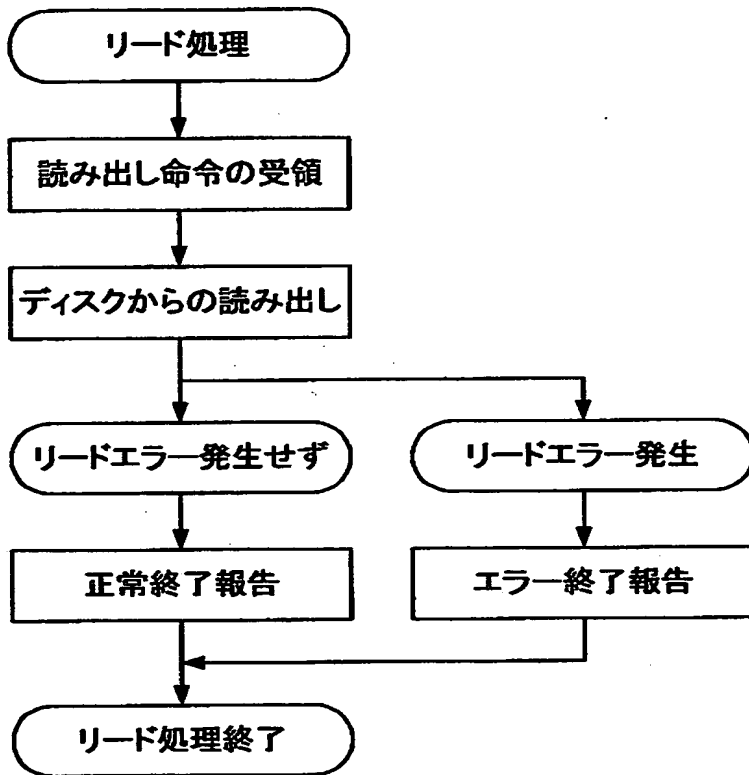 リード処理
読み出し命令の受領
ディスクからの読み出し
リードエラー発生せず
リードエラー発生
正常終了報告
エラー終了報告
リード処理終了